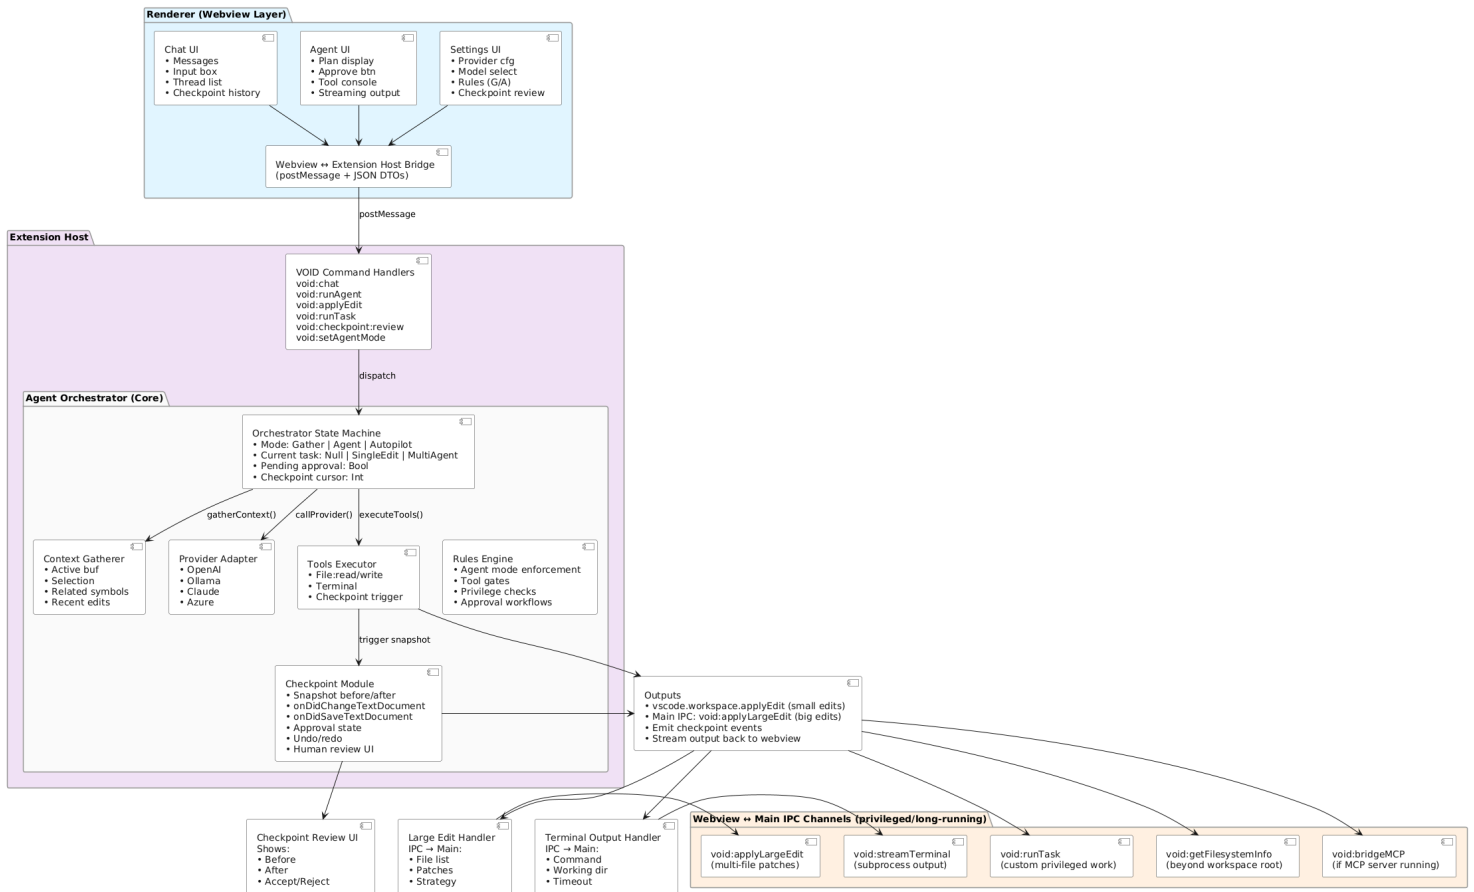 Renderer (Webview Layer)
Chat UI
• Messages
• Input box
• Thread list
• Checkpoint history
Agent UI
• Plan display
• Approve btn
• Tool console
• Streaming output
Settings UI
• Provider cfg
• Model select
• Rules (G/A)
• Checkpoint review
Webview ↔ Extension Host Bridge
(postMessage + JSON DTOs)
postMessage
Extension Host
VOID Command Handlers
void:chat
void:runAgent
void:applyEdit
void:runTask
void:checkpoint:review
void:setAgentMode
dispatch
Agent Orchestrator (Core)
Orchestrator State Machine
• Mode: Gather | Agent | Autopilot
• Current task: Null | SingleEdit | MultiAgent
• Pending approval: Bool
• Checkpoint cursor: Int
gatherContext()
callProvider()
executeTools()
Context Gatherer
• Active buf
• Selection
• Related symbols
• Recent edits
Provider Adapter
• OpenAI
• Ollama
• Claude
• Azure
Tools Executor
• File:read/write
• Terminal
• Checkpoint trigger
Rules Engine
• Agent mode enforcement
• Tool gates
• Privilege checks
• Approval workflows
trigger snapshot
Checkpoint Module
• Snapshot before/after
• onDidChangeTextDocument
• onDidSaveTextDocument
• Approval state
• Undo/redo
• Human review UI
Outputs
• vscode.workspace.applyEdit (small edits)
• Main IPC: void:applyLargeEdit (big edits)
• Emit checkpoint events
• Stream output back to webview
Checkpoint Review UI
Shows:
• Before
• After
• Accept/Reject
Large Edit Handler
IPC → Main:
• File list
• Patches
• Strategy
Terminal Output Handler
IPC → Main:
• Command
• Working dir
• Timeout
Webview ↔ Main IPC Channels (privileged/long-running)
void:applyLargeEdit
(multi-file patches)
void:streamTerminal
(subprocess output)
void:runTask
(custom privileged work)
void:getFilesystemInfo
(beyond workspace root)
void:bridgeMCP
(if MCP server running)